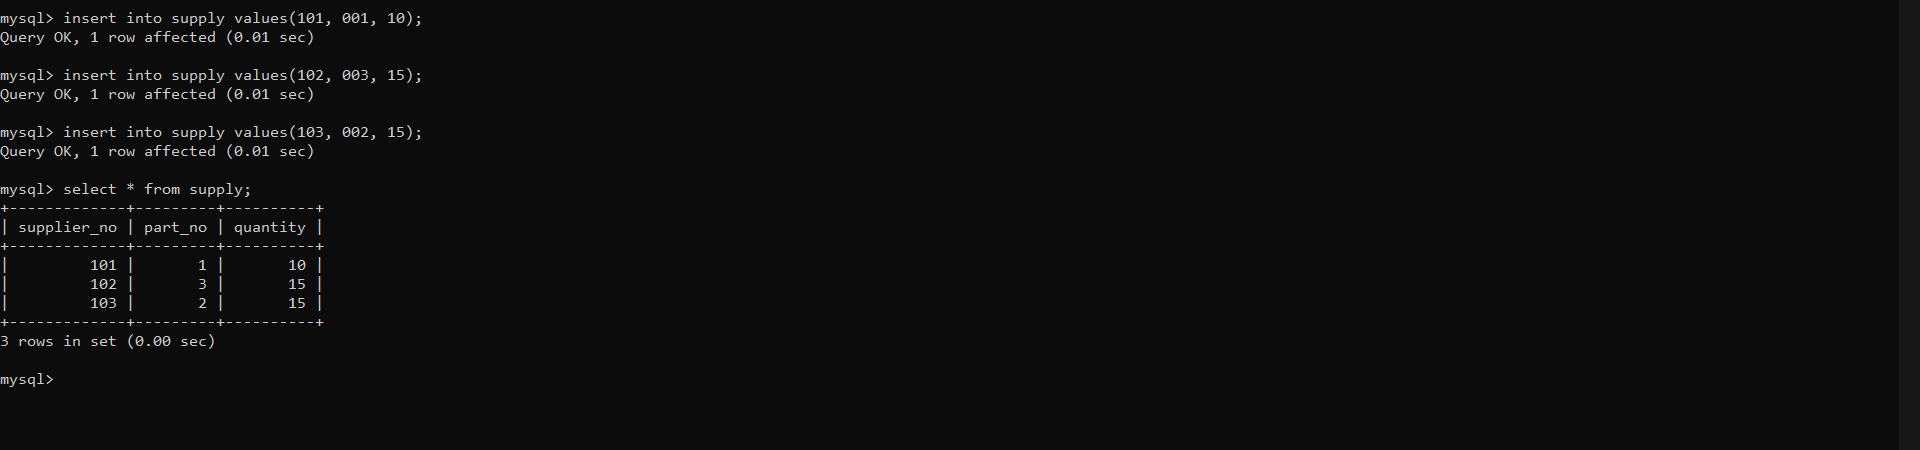 mysql> insert into supply values(101, 001, 10);
Query OK, 1 row affected (0.01 sec)
mysql> insert into supply values(102, 003, 15);
Query OK, 1 row affected (0.01 sec)
mysql> insert into supply values(103, 002, 15);
Query OK, 1 row affected (0.01 sec)
mysql> select * from supply;
+-------------+---------+----------+
| supplier_no | part_no | quantity |
+-------------+---------+----------+
|         101 |       1 |       10 |
|         102 |       3 |       15 |
|         103 |       2 |       15 |
+-------------+---------+----------+
3 rows in set (0.00 sec)
mysql>